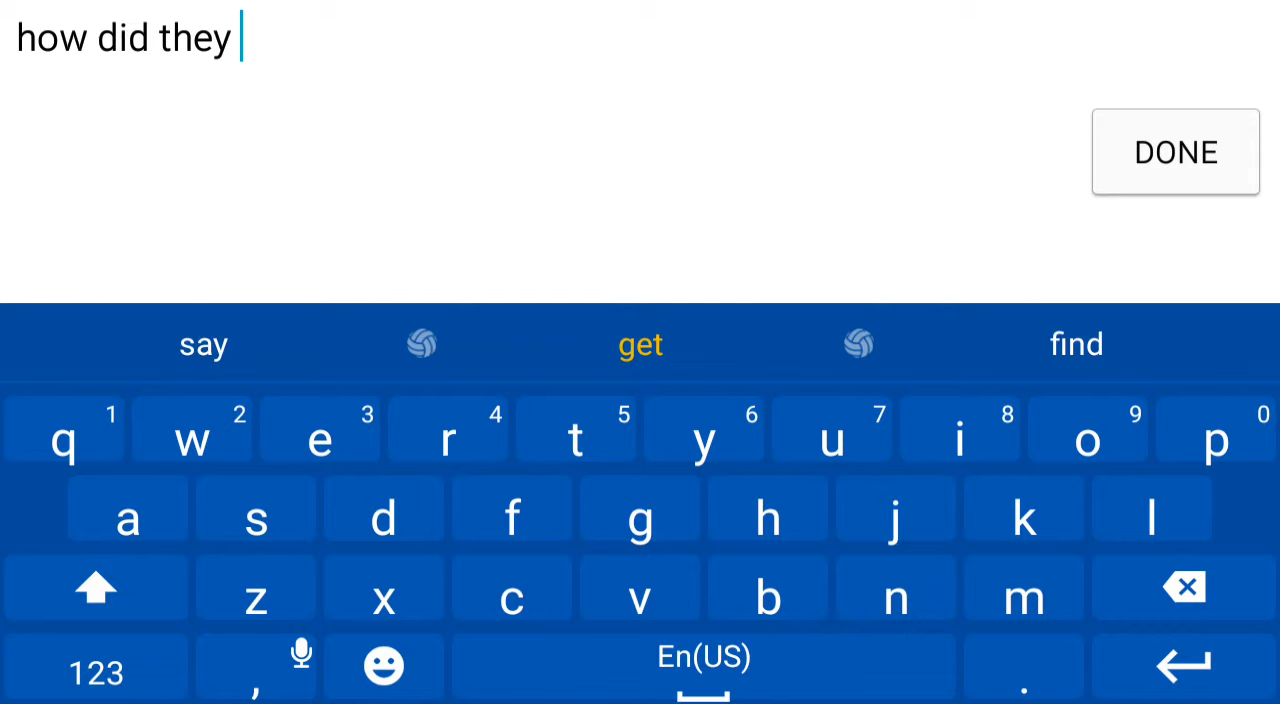 how did they
DONE
say get find
q 1 w 2 e 3 r 4 t 5 y 6 u 7 i 8 o 9 p 0
a s d f g h j k l
z x c v b n m
123 , En(US) .